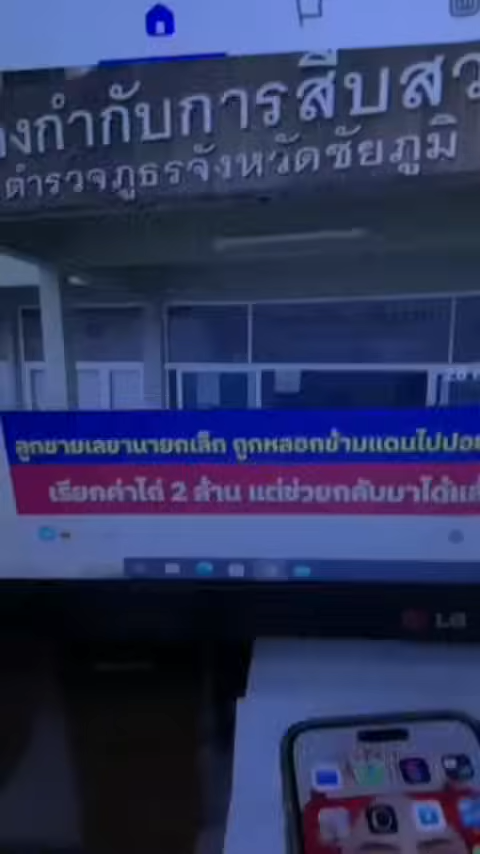 งกำกับการสืบสว
ตำรวจภูธรจังหวัดชัยภูมิ
ลูกชายเลขานายกเล็ก ถูกหลอกข้ามแดนไปปอย
เรียกค่าไถ่ 2 ล้าน แต่ช่วยกลับมาได้แล้
LG